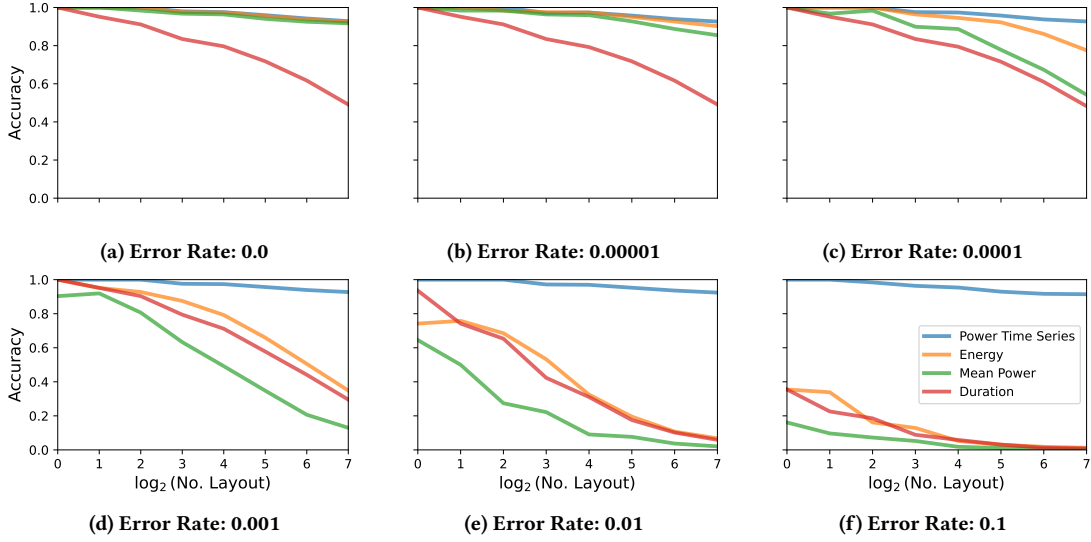 1.0
0.8
0.6
0.4
0.2
0.0
Accuracy
(a) Error Rate: 0.0
(b) Error Rate: 0.00001
(c) Error Rate: 0.0001
1.0
0.8
0.6
0.4
0.2
0.0
Accuracy
0 1 2 3 4 5 6 7
log2 (No. Layout)
(d) Error Rate: 0.001
0 1 2 3 4 5 6 7
log2 (No. Layout)
(e) Error Rate: 0.01
Power Time Series
Energy
Mean Power
Duration
0 1 2 3 4 5 6 7
log2 (No. Layout)
(f) Error Rate: 0.1